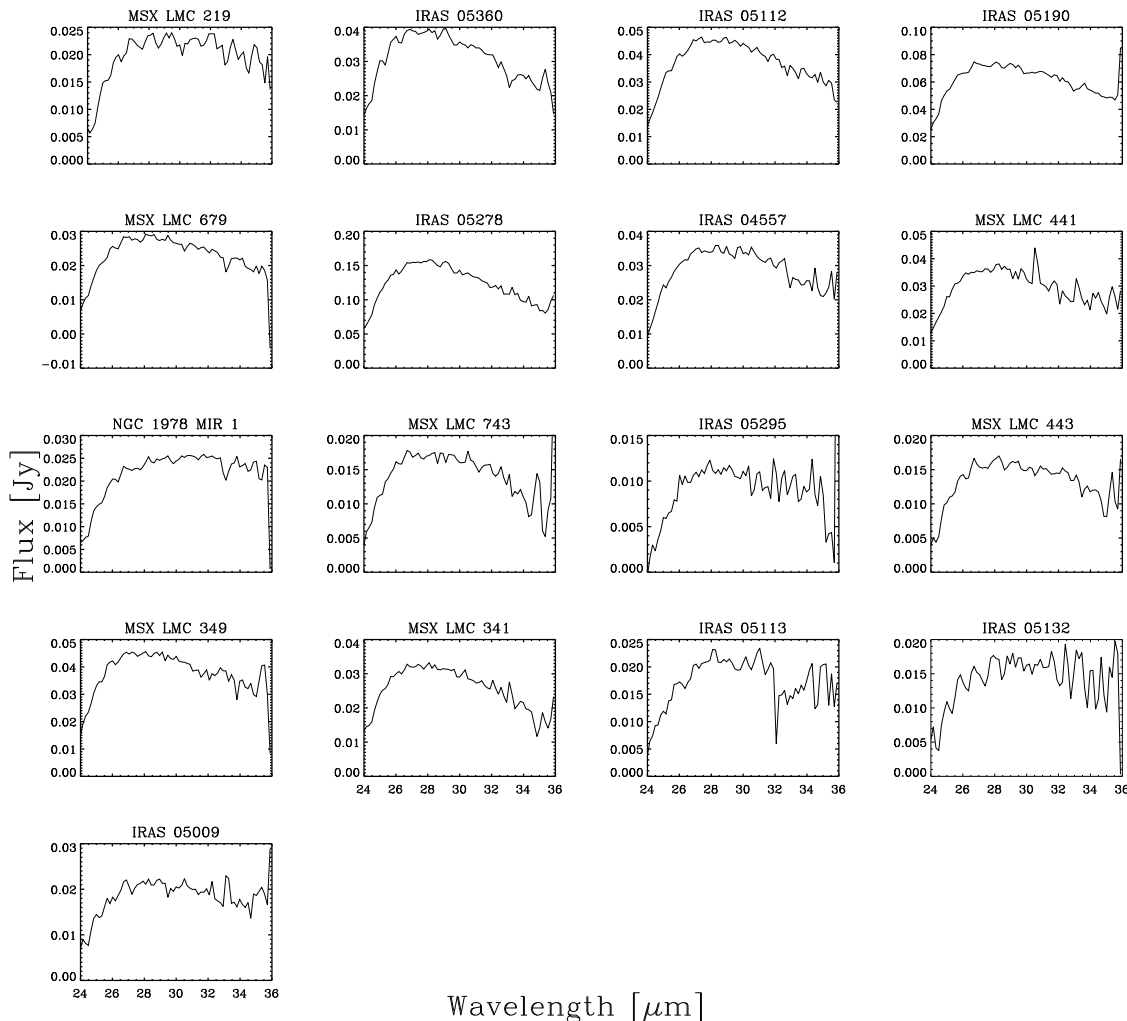 MSX LMC 219 IRAS 05360 IRAS 05112 IRAS 05190
0.025 0.04 0.05 0.10
0.020 0.03 0.04 0.08
0.015 0.02 0.03 0.06
0.010 0.01 0.02 0.04
0.005 0.00 0.01 0.02
0.000 0.00 0.00
MSX LMC 679 IRAS 05278 IRAS 04557 MSX LMC 441
0.03 0.20 0.04 0.05
0.02 0.15 0.03 0.04
0.01 0.10 0.02 0.03
0.00 0.05 0.01 0.02
-0.01 0.00 0.00 0.01
0.00
NGC 1978 MIR 1 MSX LMC 743 IRAS 05295 MSX LMC 443
0.030 0.020 0.015 0.020
0.025 0.015 0.010 0.015
0.020 0.010 0.005 0.010
0.015 0.005 0.000 0.005
0.010 0.000 0.000
0.005
0.000
MSX LMC 349 MSX LMC 341 IRAS 05113 IRAS 05132
0.05 0.04 0.025 0.020
0.04 0.03 0.020 0.015
0.03 0.02 0.015 0.010
0.02 0.01 0.010 0.005
0.01 0.00 0.005 0.000
0.00 0.000
24 26 28 30 32 34 36 24 26 28 30 32 34 36 24 26 28 30 32 34 36
IRAS 05009
0.03
0.02
0.01
0.00
24 26 28 30 32 34 36
Flux [Jy]
Wavelength [μm]